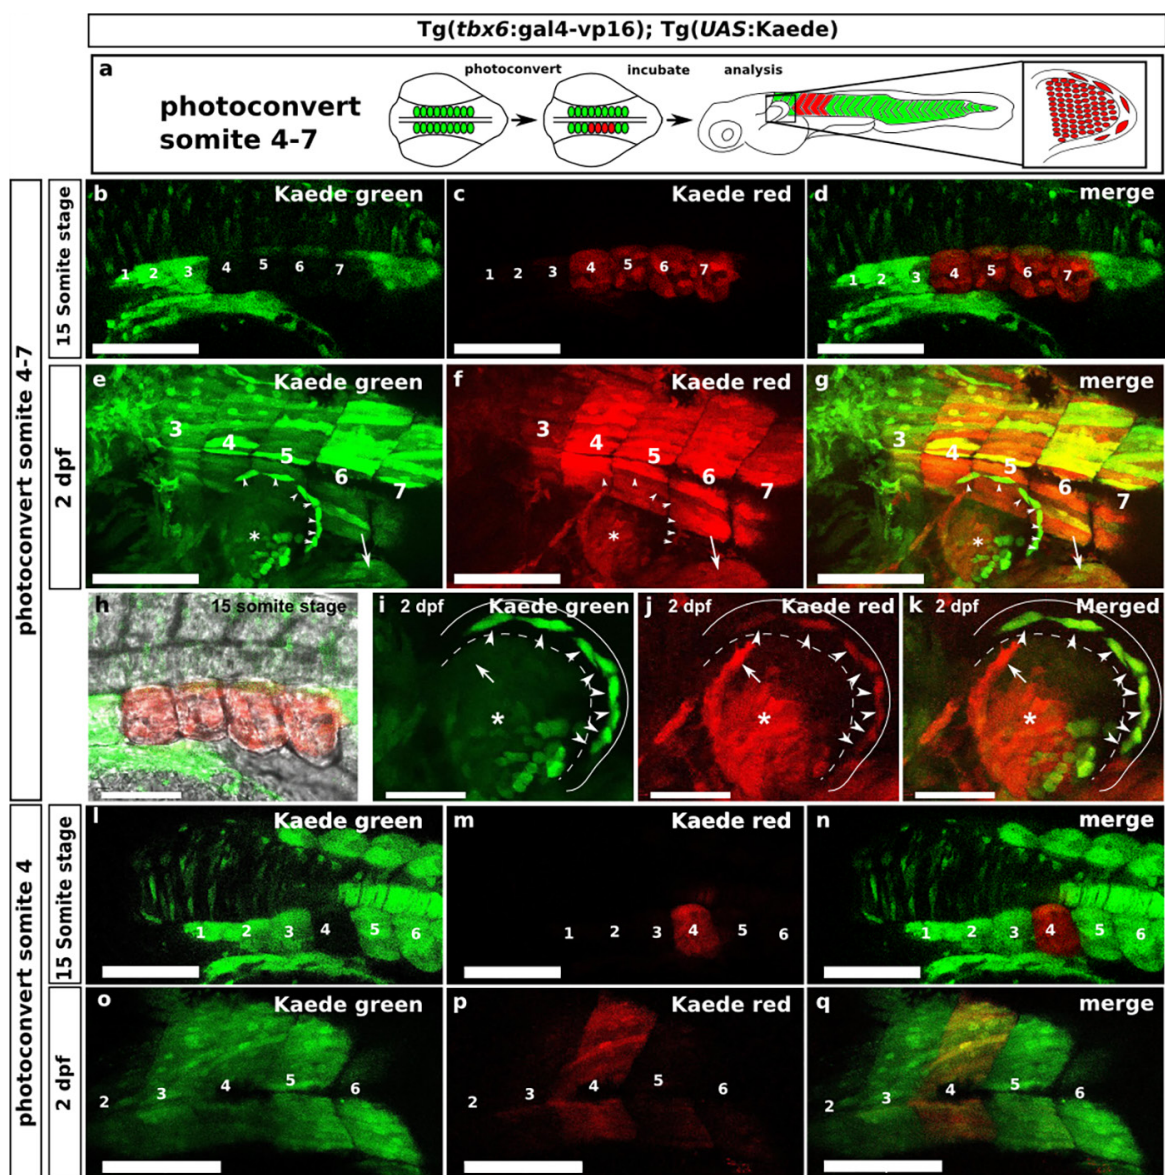 Tg(tbx6:gal4-vp16); Tg(UAS:Kaede)
a
photoconvert
somite 4-7
photoconvert
incubate
analysis
photoconvert somite 4-7
15 Somite stage
b
Kaede green
1 2 3 4 5 6 7
c
Kaede red
1 2 3 4 5 6 7
d
merge
1 2 3 4 5 6 7
2 dpf
e
Kaede green
3 4 5 6 7
*
f
Kaede red
3 4 5 6 7
*
g
merge
3 4 5 6 7
*
h
15 somite stage
i
2 dpf
Kaede green
*
j
2 dpf
Kaede red
*
k
2 dpf
Merged
*
photoconvert somite 4
15 Somite stage
l
Kaede green
1 2 3 4 5 6
m
Kaede red
1 2 3 4 5 6
n
merge
1 2 3 4 5 6
2 dpf
o
Kaede green
2 3 4 5 6
p
Kaede red
2 3 4 5 6
q
merge
2 3 4 5 6